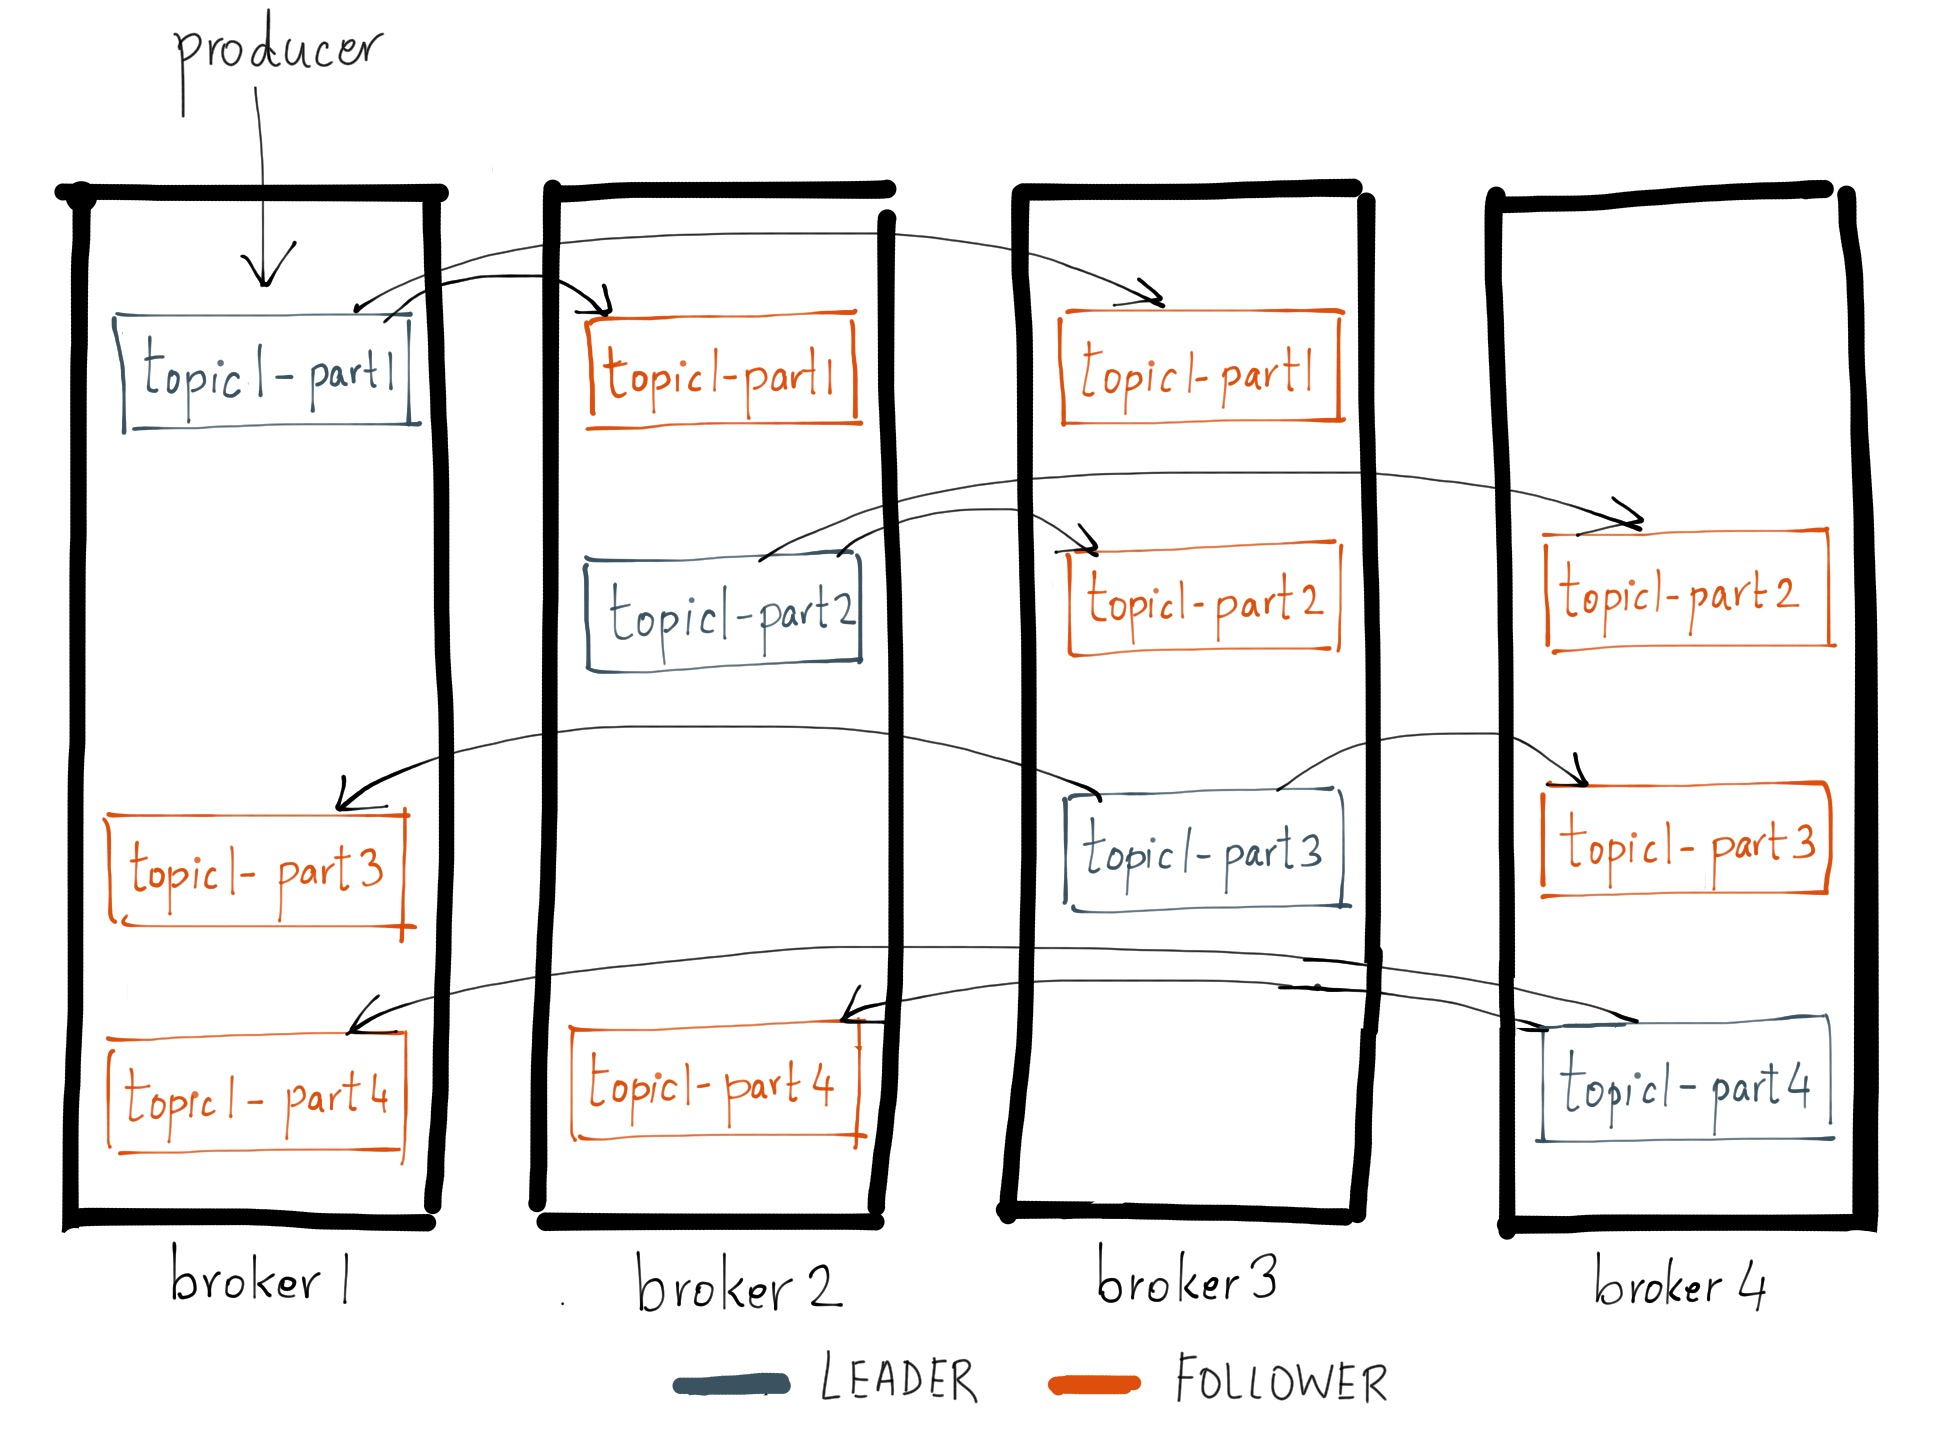 producer
topic1-part1
topic1-part1
topic1-part1
topic1-part2
topic1-part2
topic1-part2
topic1-part3
topic1-part3
topic1-part3
topic1-part4
topic1-part4
topic1-part4
broker 1
broker 2
broker 3
broker 4
LEADER
FOLLOWER